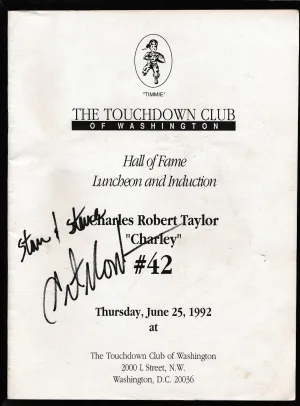 "TIMMIE"
THE TOUCHDOWN CLUB
OF WASHINGTON
Hall of Fame
Luncheon and Induction
Charles Robert Taylor
"Charley"
#42
Thursday, June 25, 1992
at
The Touchdown Club of Washington
2000 L Street, N.W.
Washington, D.C. 20036